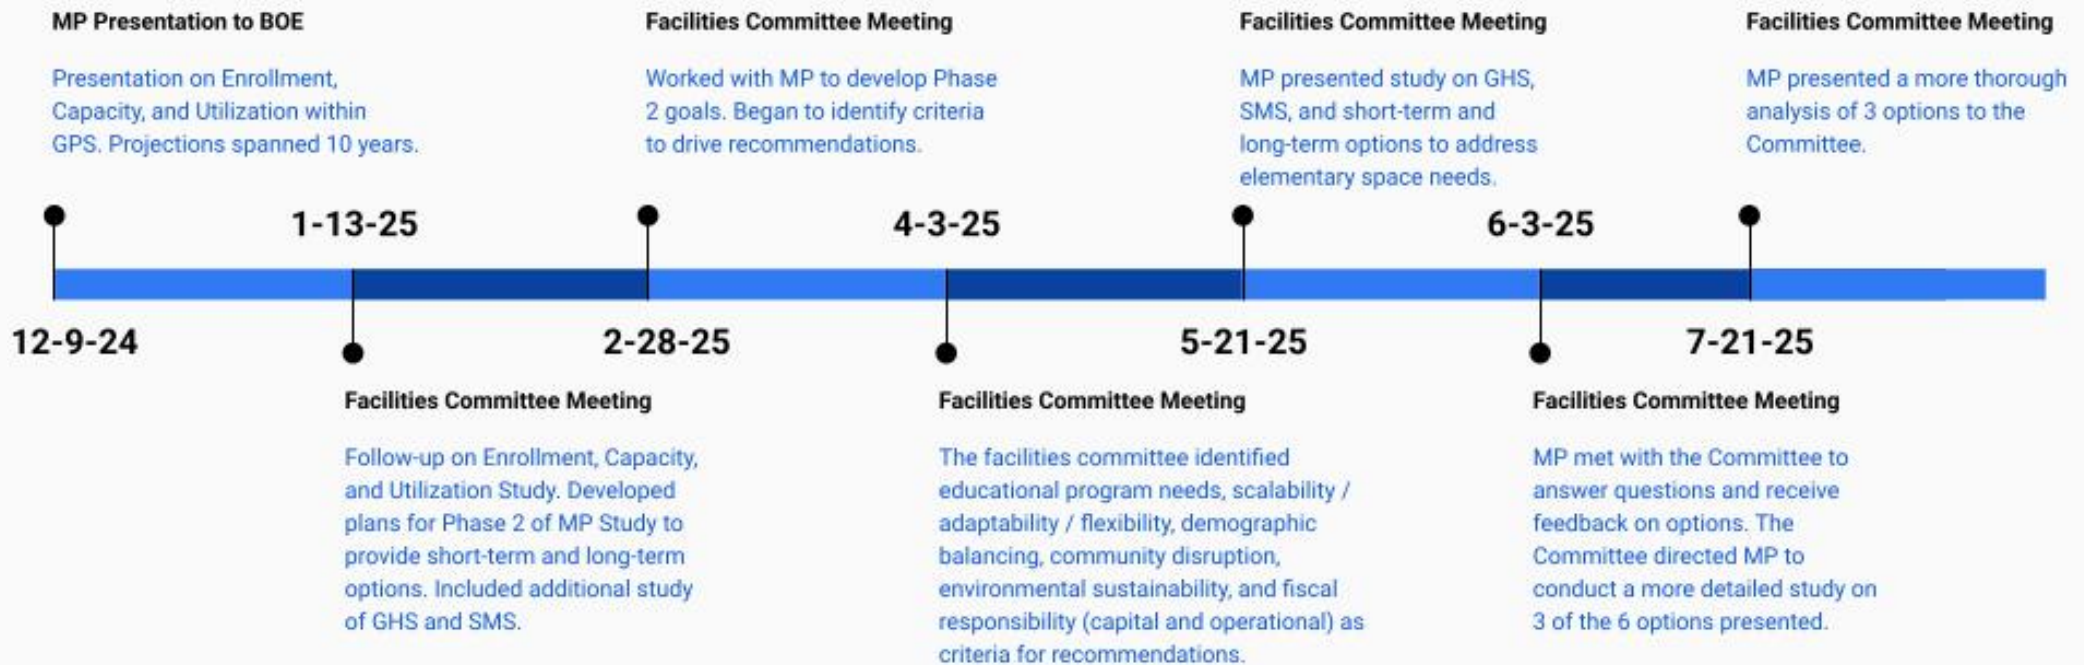 MP Presentation to BOE
Presentation on Enrollment,
Capacity, and Utilization within
GPS. Projections spanned 10 years.
Facilities Committee Meeting
Worked with MP to develop Phase
2 goals. Began to identify criteria
to drive recommendations.
Facilities Committee Meeting
MP presented study on GHS,
SMS, and short-term and
long-term options to address
elementary space needs.
Facilities Committee Meeting
MP presented a more thorough
analysis of 3 options to the
Committee.
1-13-25
4-3-25
6-3-25
12-9-24
2-28-25
5-21-25
7-21-25
Facilities Committee Meeting
Follow-up on Enrollment, Capacity,
and Utilization Study. Developed
plans for Phase 2 of MP Study to
provide short-term and long-term
options. Included additional study
of GHS and SMS.
Facilities Committee Meeting
The facilities committee identified
educational program needs, scalability /
adaptability / flexibility, demographic
balancing, community disruption,
environmental sustainability, and fiscal
responsibility (capital and operational) as
criteria for recommendations.
Facilities Committee Meeting
MP met with the Committee to
answer questions and receive
feedback on options. The
Committee directed MP to
conduct a more detailed study on
3 of the 6 options presented.